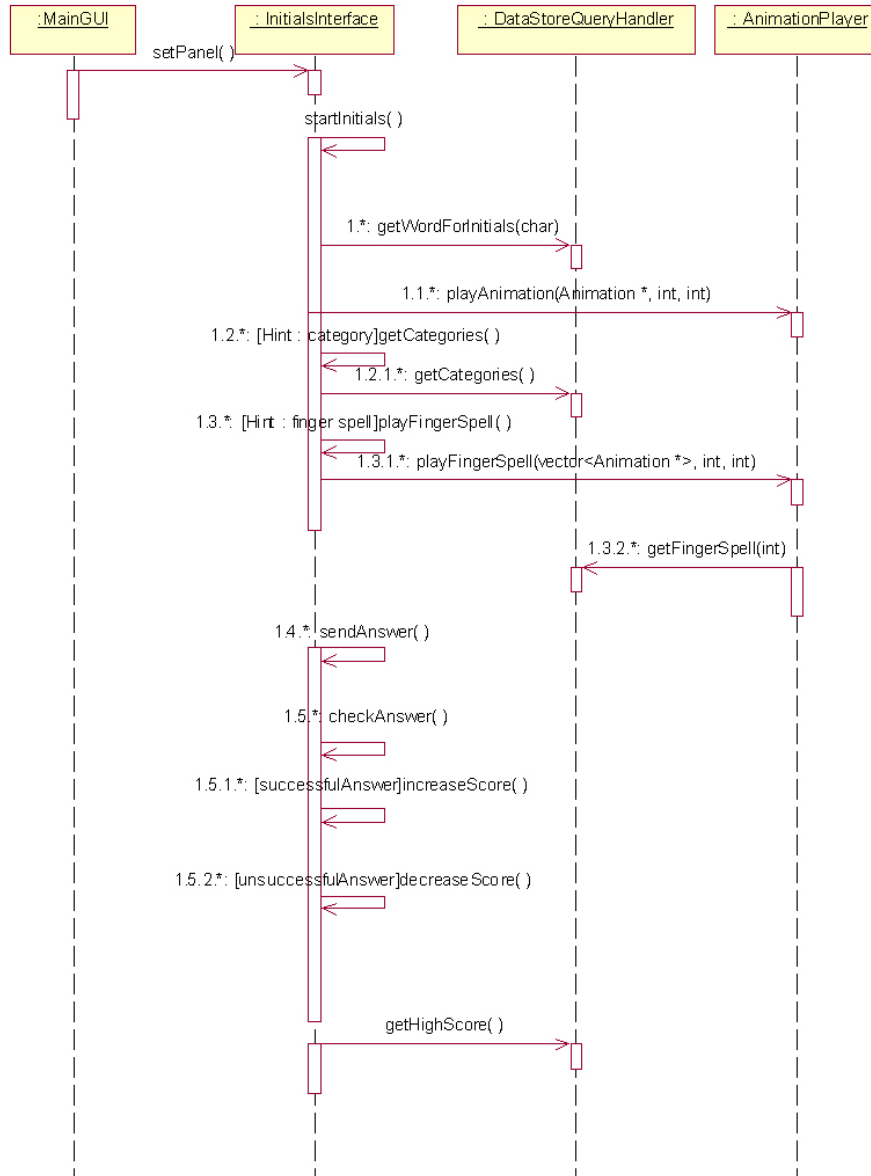 :MainGUI
: InitialsInterface
: DataStoreQueryHandler
: AnimationPlayer
setPanel( )
startInitials( )
1.*: getWordForInitials(char)
1.1.*: playAnimation(Animation *, int, int)
1.2.*: [Hint : category]getCategories( )
1.2.1.*: getCategories( )
1.3.*: [Hint : finger spell]playFingerSpell( )
1.3.1.*: playFingerSpell(vector<Animation *>, int, int)
1.3.2.*: getFingerSpell(int)
1.4.*: sendAnswer( )
1.5.*: checkAnswer( )
1.5.1.*: [successfulAnswer]increaseScore( )
1.5.2.*: [unsuccessfulAnswer]decreaseScore( )
getHighScore( )